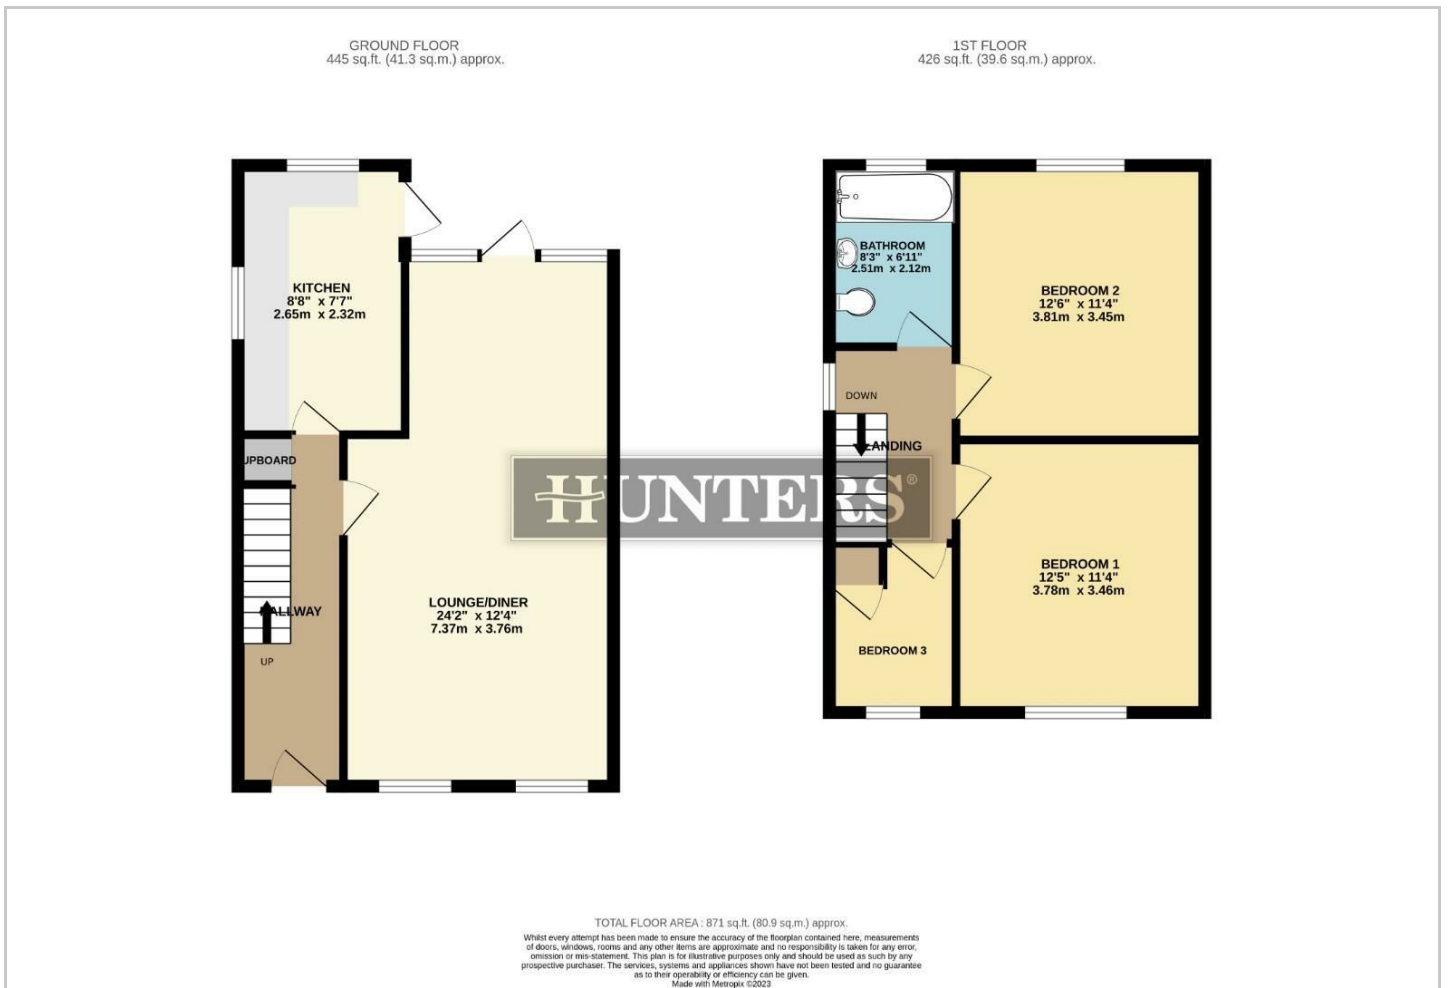 GROUND FLOOR
445 sq.ft. (41.3 sq.m.) approx.
1ST FLOOR
426 sq.ft. (39.6 sq.m.) approx.
KITCHEN
8'8" x 7'7"
2.65m x 2.32m
UPBOARD
HALLWAY
UP
LOUNGE/DINER
24'2" x 12'4"
7.37m x 3.76m
BATHROOM
8'3" x 6'11"
2.51m x 2.12m
BEDROOM 2
12'6" x 11'4"
3.81m x 3.45m
DOWN
LANDING
BEDROOM 1
12'5" x 11'4"
3.78m x 3.46m
BEDROOM 3
HUNTERS®
TOTAL FLOOR AREA : 871 sq.ft. (80.9 sq.m.) approx.
Whilst every attempt has been made to ensure the accuracy of the floorplan contained here, measurements
of doors, windows, rooms and any other items are approximate and no responsibility is taken for any error,
omission or mis-statement. This plan is for illustrative purposes only and should be used as such by any
prospective purchaser. The services, systems and appliances shown have not been tested and no guarantee
as to their operability or efficiency can be given.
Made with Metropix ©2023